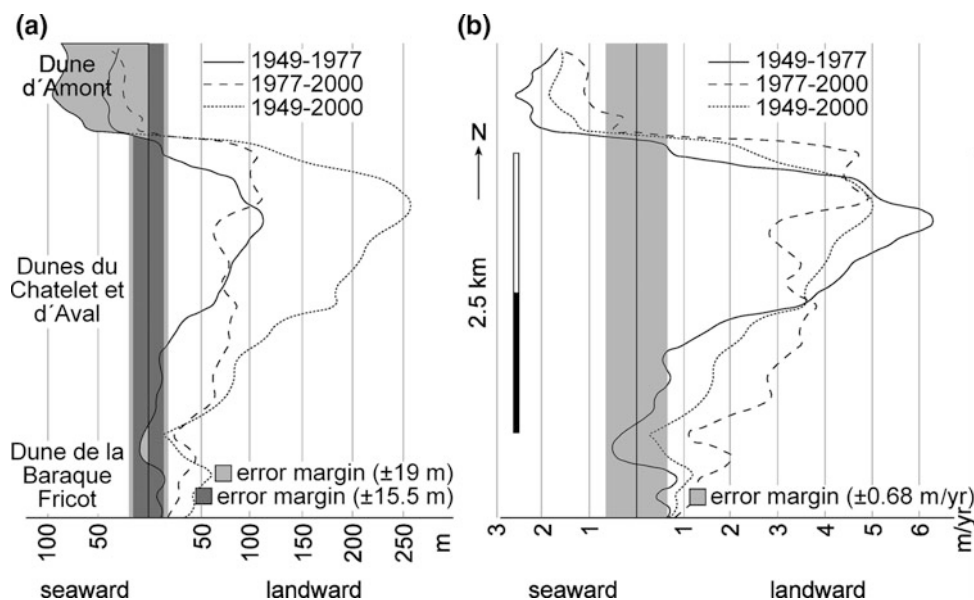 (a)
Dune
d´Amont
1949-1977
1977-2000
1949-2000
Dunes du
Chatelet et
d´Aval
Dune de la
Baraque
Fricot
error margin (±19 m)
error margin (±15.5 m)
100 50 50 100 150 200 250 m
seaward landward
(b)
1949-1977
1977-2000
1949-2000
N
2.5 km
error margin (±0.68 m/yr)
3 2 1 1 2 3 4 5 6 m/yr
seaward landward